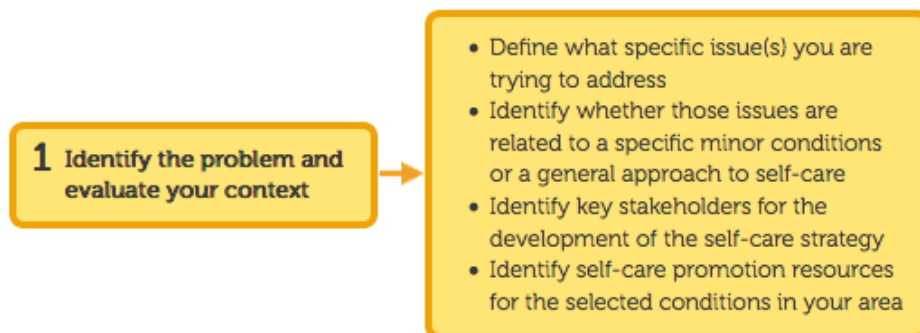 1 Identify the problem and
evaluate your context
• Define what specific issue(s) you are
trying to address
• Identify whether those issues are
related to a specific minor conditions
or a general approach to self-care
• Identify key stakeholders for the
development of the self-care strategy
• Identify self-care promotion resources
for the selected conditions in your area